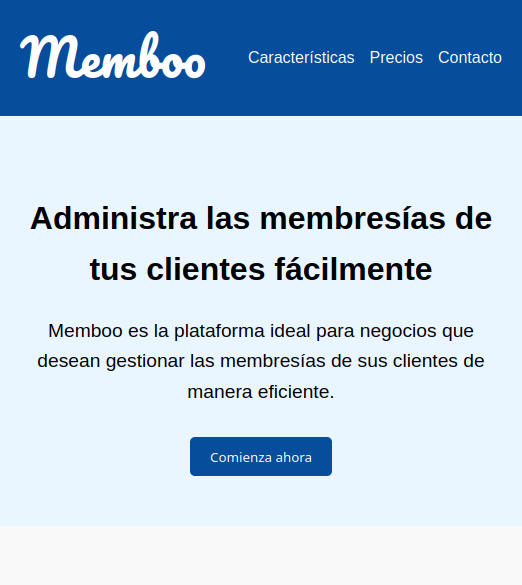 Memboo
Características Precios Contacto
Administra las membresías de
tus clientes fácilmente
Memboo es la plataforma ideal para negocios que
desean gestionar las membresías de sus clientes de
manera eficiente.
Comienza ahora